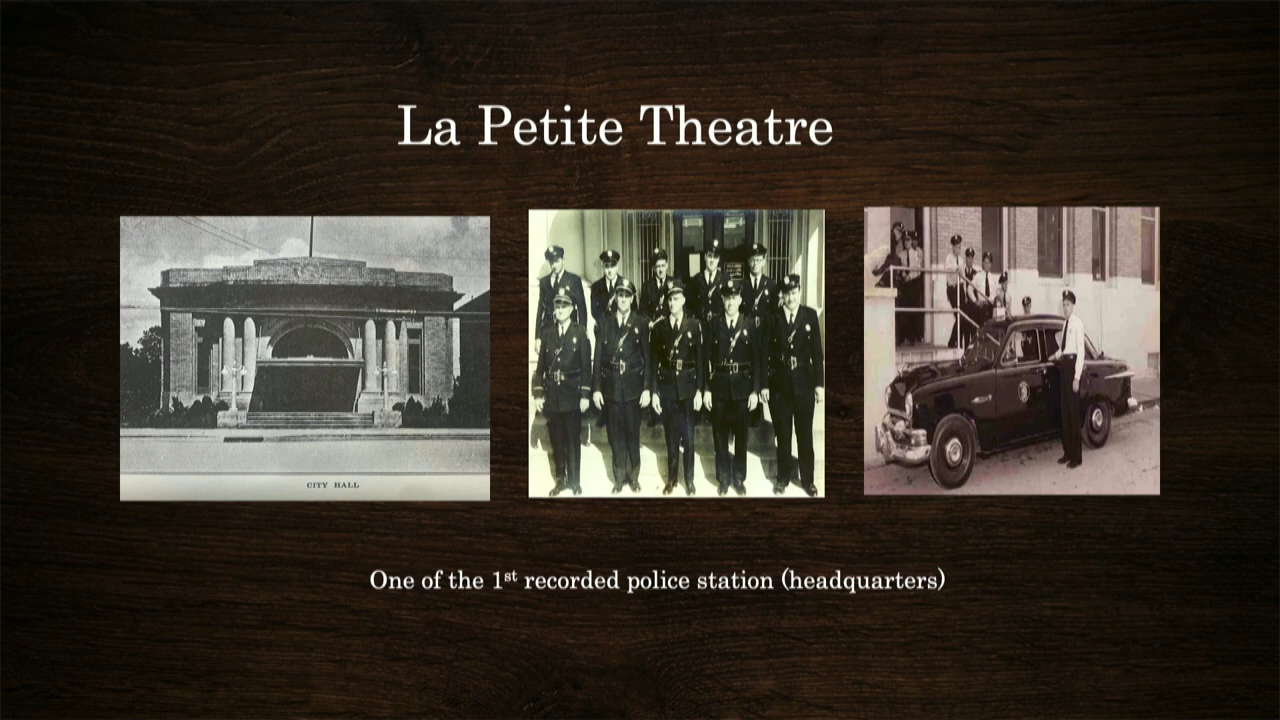 La Petite Theatre
CITY HALL
One of the 1st recorded police station (headquarters)